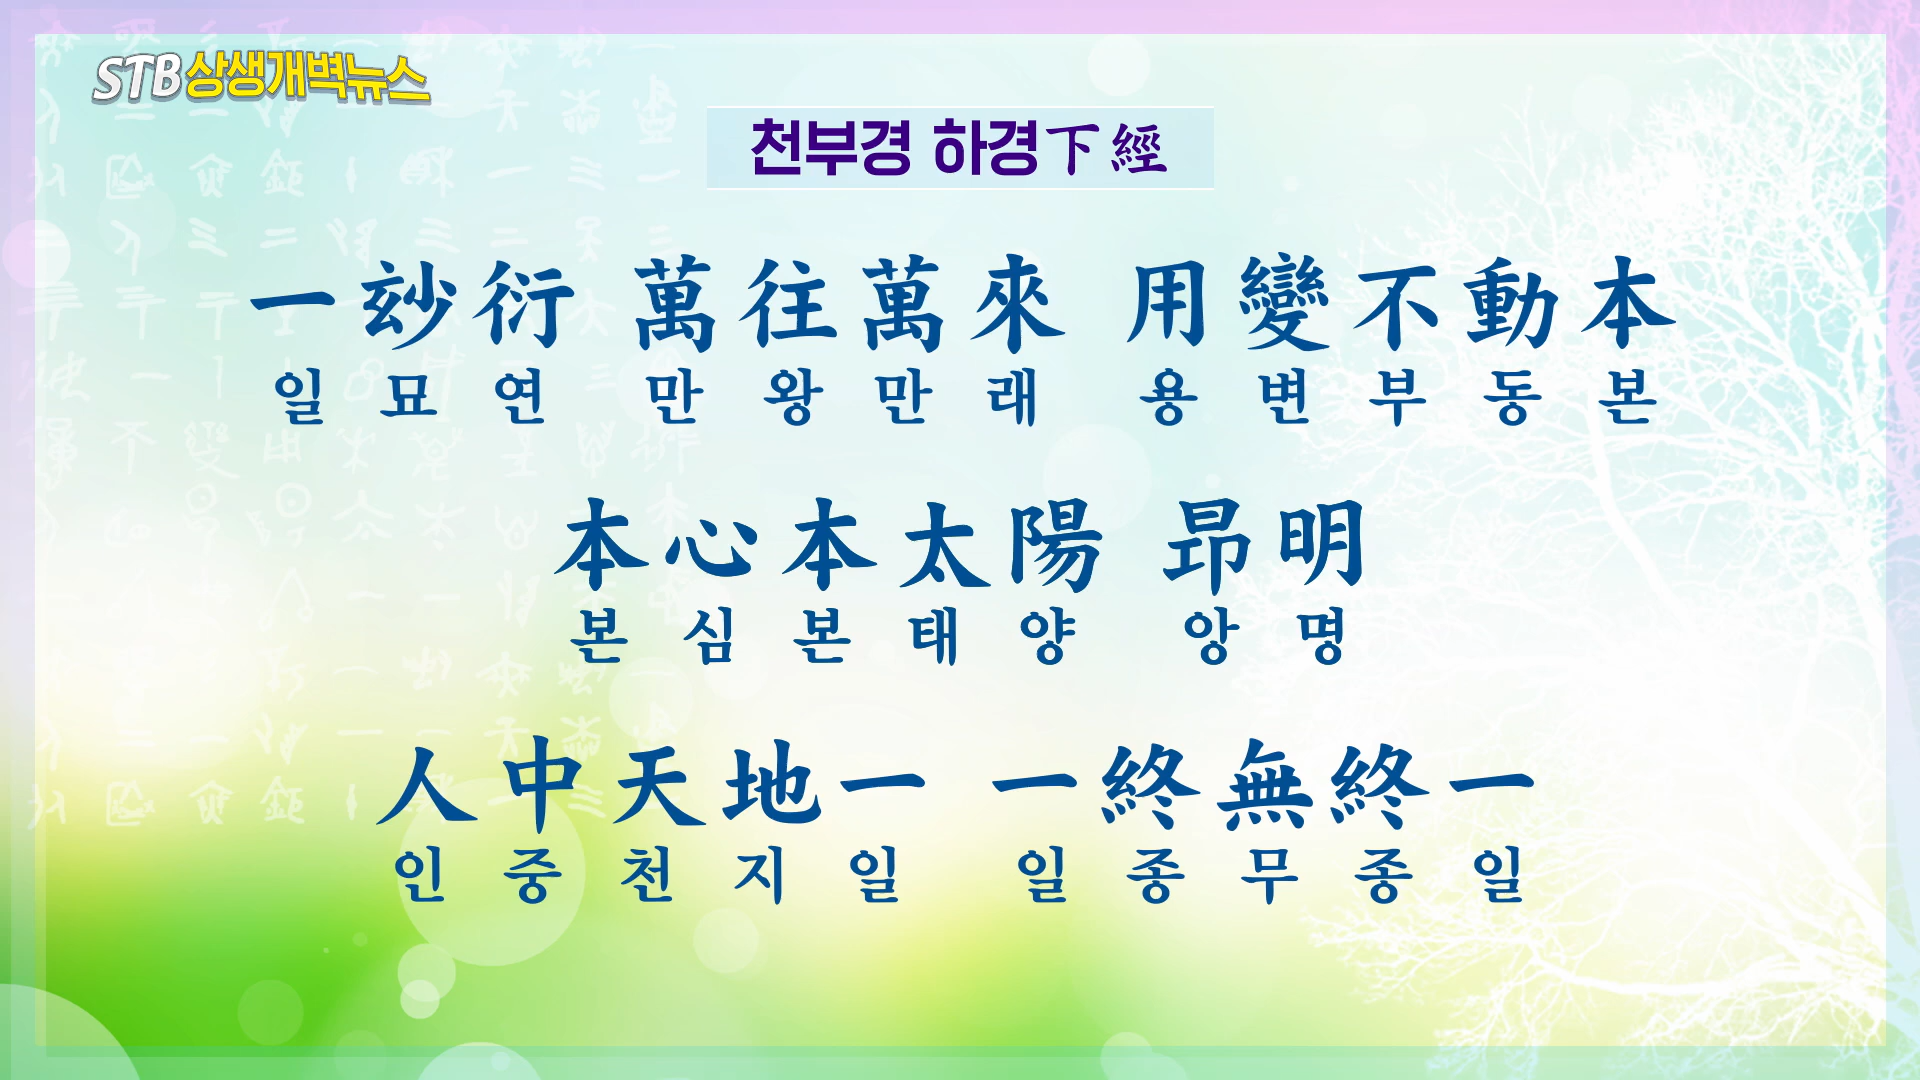 STB상생개벽뉴스
천부경 하경下經
一玅衍 萬往萬來 用變不動本
일 묘 연 만 왕 만 래 용 변 부 동 본
本心本太陽 昻明
본 심 본 태 양 앙 명
人中天地一 一終無終一
인 중 천 지 일 일 종 무 종 일